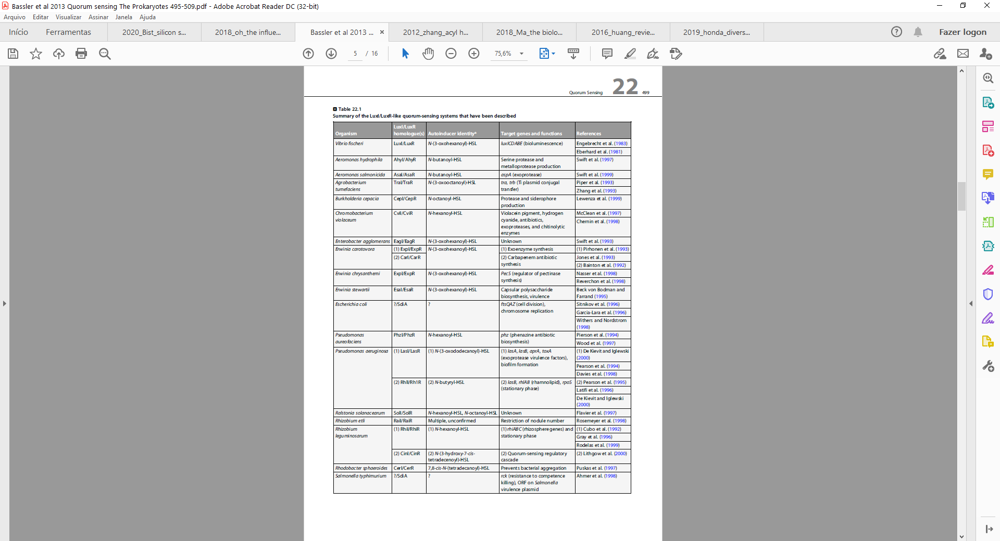 Bassler et al 2013 Quorum sensing The Prokaryotes 495-509.pdf - Adobe Acrobat Reader DC (32-bit)
Arquivo Editar Visualizar Assinar Janela Ajuda
Início Ferramentas 2020_Bist_silicon s... 2018_oh_the influe... Bassler et al 2013 ... × 2012_zhang_acyl h... 2018_Ma_the biolo... 2016_huang_revie... 2019_honda_divers... Fazer logon
5 / 16 75,6%
Quorum Sensing 22 499
Table 22.1
Summary of the LuxI/LuxR-like quorum-sensing systems that have been described
LuxI/LuxR
Organism homologue(s) Autoinducer identityᵃ Target genes and functions References
Vibrio fischeri LuxI/LuxR N-(3-oxohexanoyl)-HSL luxICDABE (bioluminescence) Engebrecht et al. (1983)
Eberhard et al. (1981)
Aeromonas hydrophila AhyI/AhyR N-butanoyl-HSL Serine protease and Swift et al. (1997)
metalloprotease production
Aeromonas salmonicida AsaI/AsaR N-butanoyl-HSL aspA (exoprotease) Swift et al. (1999)
Agrobacterium TraI/TraR N-(3-oxooctanoyl)-HSL tra, trb (Ti plasmid conjugal Piper et al. (1993)
tumefaciens transfer) Zhang et al. (1993)
Burkholderia cepacia CepI/CepR N-octanoyl-HSL Protease and siderophore Lewenza et al. (1999)
production
Chromobacterium CviI/CviR N-hexanoyl-HSL Violacein pigment, hydrogen McClean et al. (1997)
violaceum cyanide, antibiotics, Chernin et al. (1998)
exoproteases, and chitinolytic
enzymes
Enterobacter agglomerans EagI/EagR N-(3-oxohexanoyl)-HSL Unknown Swift et al. (1993)
Erwinia carotovora (1) ExpI/ExpR N-(3-oxohexanoyl)-HSL (1) Exoenzyme synthesis (1) Pirhonen et al. (1993)
(2) CarI/CarR (2) Carbapenem antibiotic Jones et al. (1993)
synthesis (2) Bainton et al. (1992)
Erwinia chrysanthemi ExpI/ExpR N-(3-oxohexanoyl)-HSL PecS (regulator of pectinase Nasser et al. (1998)
synthesis) Reverchon et al. (1998)
Erwinia stewartii EsaI/EsaR N-(3-oxohexanoyl)-HSL Capsular polysaccharide Beck von Bodman and
biosynthesis, virulence Farrand (1995)
Escherichia coli ?/SdiA ? ftsQAZ (cell division), Sitnikov et al. (1996)
chromosome replication Garcia-Lara et al. (1996)
Withers and Nordstrom
(1998)
Pseudomonas PhzI/PhzR N-hexanoyl-HSL phz (phenazine antibiotic Pierson et al. (1994)
aureofaciens biosynthesis) Wood et al. (1997)
Pseudomonas aeruginosa (1) LasI/LasR (1) N-(3-oxododecanoyl)-HSL (1) lasA, lasB, aprA, toxA (1) De Kievit and Iglewski
(exoprotease virulence factors), (2000)
biofilm formation Pearson et al. (1994)
Davies et al. (1998)
(2) RhlI/Rh1R (2) N-butyryl-HSL (2) lasB, rhlAB (rhamnolipid), rpoS (2) Pearson et al. (1995)
(stationary phase) Latifi et al. (1996)
De Kievit and Iglewski
(2000)
Ralstonia solanacearum SolI/SolR N-hexanoyl-HSL, N-octanoyl-HSL Unknown Flavier et al. (1997)
Rhizobium etli RaiI/RaiR Multiple, unconfirmed Restriction of nodule number Rosemeyer et al. (1998)
Rhizobium (1) RhiI/RhiR (1) N-hexanoyl-HSL (1) rhiABC (rhizosphere genes) and (1) Cubo et al. (1992)
leguminosarum stationary phase Gray et al. (1996)
Rodelas et al. (1999)
(2) CinI/CinR (2) N-(3-hydroxy-7-cis- (2) Quorum-sensing regulatory (2) Lithgow et al. (2000)
tetradecenoyl)-HSL cascade
Rhodobacter sphaeroides CerI/CerR 7,8-cis-N-(tetradecanoyl)-HSL Prevents bacterial aggregation Puskas et al. (1997)
Salmonella typhimurium ?/SdiA ? rck (resistance to competence Ahmer et al. (1998)
killing), ORF on Salmonella
virulence plasmid